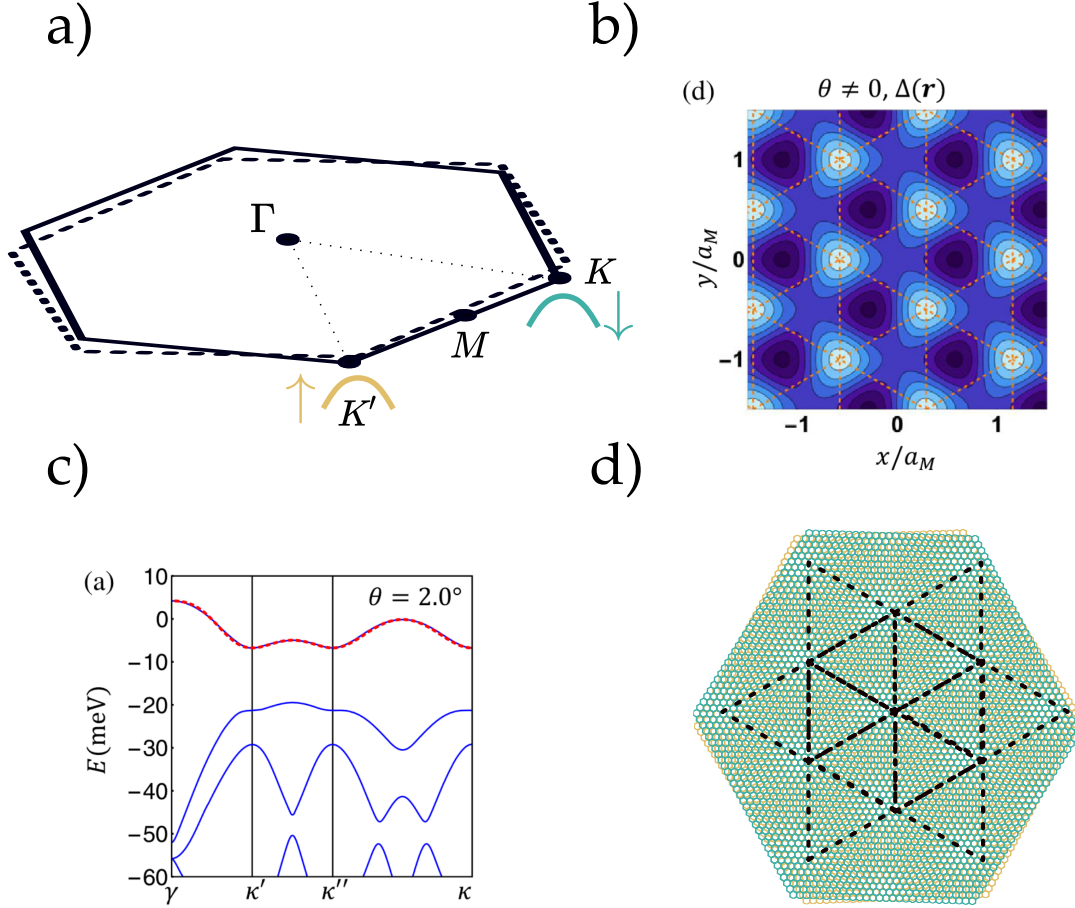 a)
Γ
K
M
K′
b)
(d)
θ ≠ 0, Δ(r)
y/a_M
1
0
−1
−1
0
1
x/a_M
c)
(a)
θ = 2.0°
E(meV)
10
0
−10
−20
−30
−40
−50
−60
γ
κ′
κ″
κ
d)